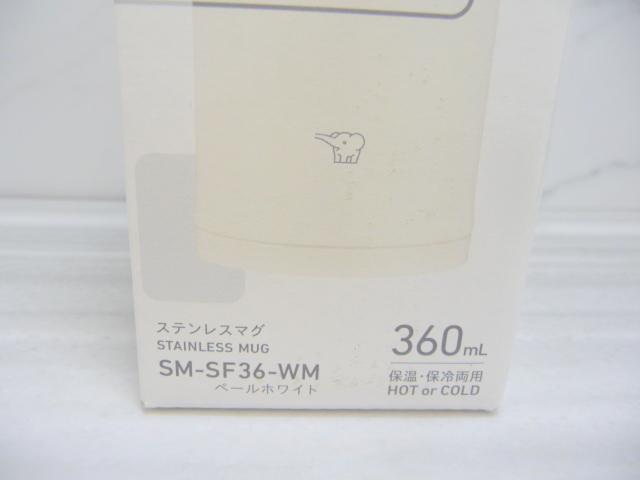 ステンレスマグ
STAINLESS MUG
SM-SF36-WM
ペールホワイト
360mL
保温・保冷両用
HOT or COLD